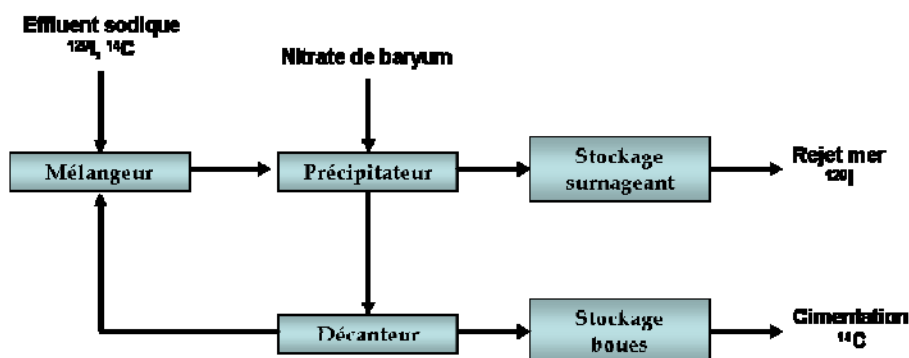 Effluent sodique
¹²⁹I, ¹⁴C
Nitrate de baryum
Mélangeur
Précipitateur
Stockage
surnageant
Rejet mer
¹²⁹I
Décanteur
Stockage
boues
Cimentation
¹⁴C